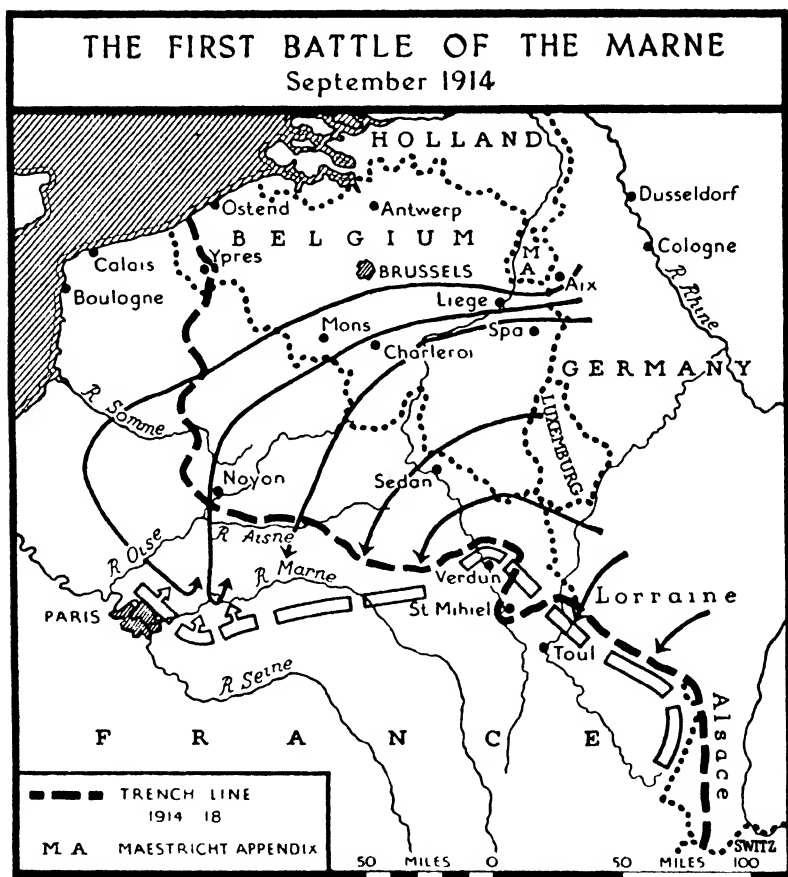 THE FIRST BATTLE OF THE MARNE
September 1914
HOLLAND
Dusseldorf
Ostend
Antwerp
BELGIUM
Cologne
Calais
Ypres
M
A
BRUSSELS
Aix
R Rhine
Boulogne
Liege
Mons
Spa
Charleroi
GERMANY
R Somme
LUXEMBURG
Noyon
Sedan
R Oise
R Aisne
R Marne
Verdun
PARIS
St Mihiel
Lorraine
Toul
R Seine
FRANCE
Alsace
TRENCH LINE
1914 18
M A MAESTRICHT APPENDIX
SWITZ
50 MILES 0 50 MILES 100